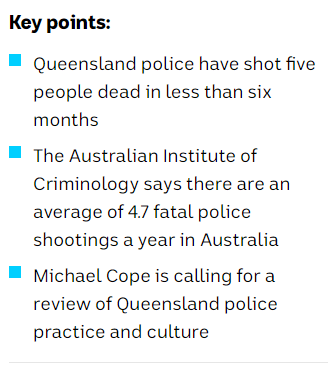 Key points:
Queensland police have shot five
people dead in less than six
months
The Australian Institute of
Criminology says there are an
average of 4.7 fatal police
shootings a year in Australia
Michael Cope is calling for a
review of Queensland police
practice and culture